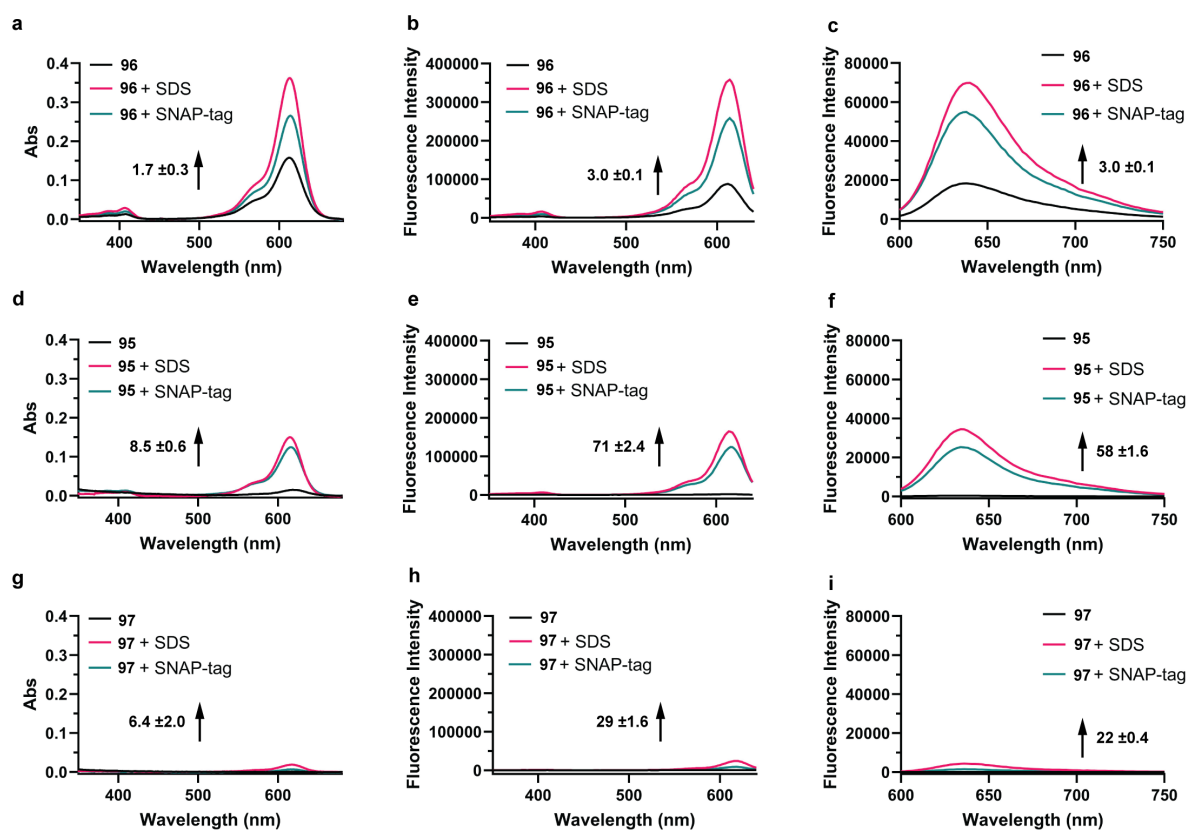 a
Abs
0.4
0.3
0.2
0.1
0.0
96
96 + SDS
96 + SNAP-tag
1.7 ±0.3
400
500
600
Wavelength (nm)
b
Fluorescence Intensity
400000
300000
200000
100000
0
96
96 + SDS
96 + SNAP-tag
3.0 ±0.1
400
500
600
Wavelength (nm)
c
Fluorescence Intensity
80000
60000
40000
20000
0
96
96 + SDS
96 + SNAP-tag
3.0 ±0.1
600
650
700
750
Wavelength (nm)
d
Abs
0.4
0.3
0.2
0.1
0.0
95
95 + SDS
95 + SNAP-tag
8.5 ±0.6
400
500
600
Wavelength (nm)
e
Fluorescence Intensity
400000
300000
200000
100000
0
95
95 + SDS
95 + SNAP-tag
71 ±2.4
400
500
600
Wavelength (nm)
f
Fluorescence Intensity
80000
60000
40000
20000
0
95
95 + SDS
95 + SNAP-tag
58 ±1.6
600
650
700
750
Wavelength (nm)
g
Abs
0.4
0.3
0.2
0.1
0.0
97
97 + SDS
97 + SNAP-tag
6.4 ±2.0
400
500
600
Wavelength (nm)
h
Fluorescence Intensity
400000
300000
200000
100000
0
97
97 + SDS
97 + SNAP-tag
29 ±1.6
400
500
600
Wavelength (nm)
i
Fluorescence Intensity
80000
60000
40000
20000
0
97
97 + SDS
97 + SNAP-tag
22 ±0.4
600
650
700
750
Wavelength (nm)